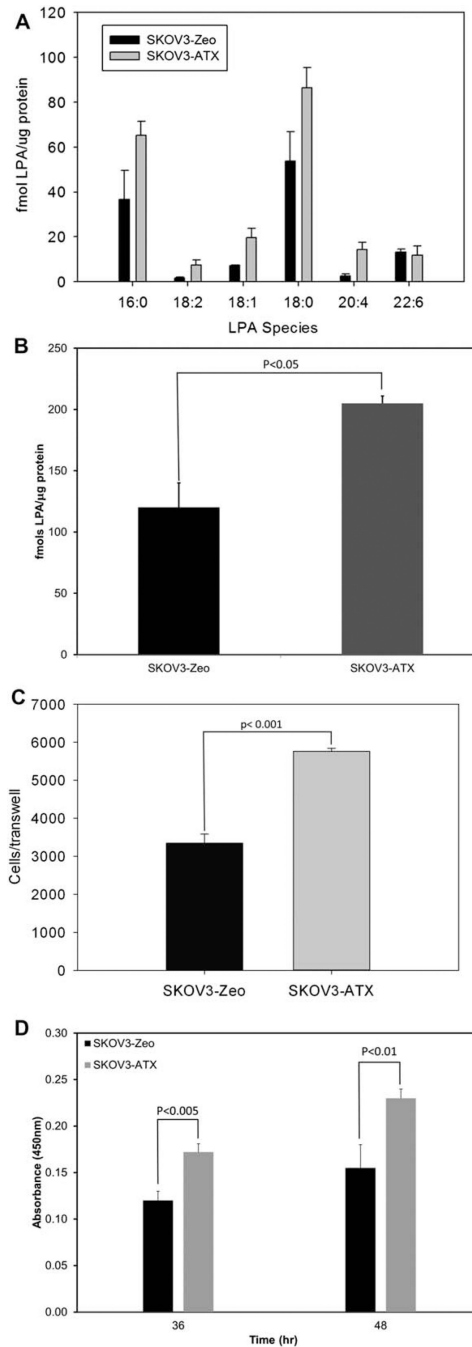 A
120
SKOV3-Zeo
SKOV3-ATX
100
80
60
40
20
0
fmol LPA/ug protein
16:0 18:2 18:1 18:0 20:4 22:6
LPA Species
B
250
P<0.05
200
150
100
50
0
fmols LPA/µg protein
SKOV3-Zeo SKOV3-ATX
C
7000
p< 0.001
6000
5000
4000
3000
2000
1000
0
Cells/transwell
SKOV3-Zeo SKOV3-ATX
D
0.30
SKOV3-Zeo
SKOV3-ATX
P<0.01
0.25
P<0.005
0.20
0.15
0.10
0.05
0.00
Absorbance (450nm)
36 48
Time (hr)